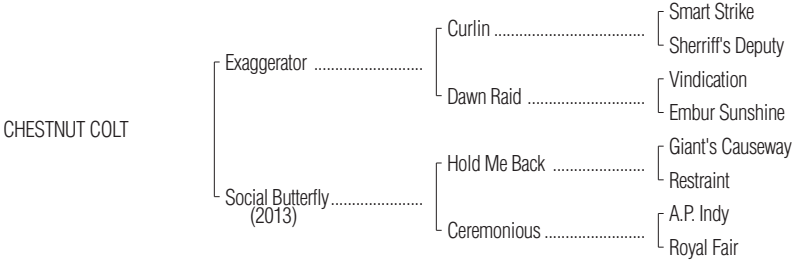 Smart Strike
Curlin ....................................
Sherriff's Deputy
Exaggerator ..........................
Vindication
Dawn Raid ............................
Embur Sunshine
CHESTNUT COLT
Giant's Causeway
Hold Me Back ......................
Restraint
Social Butterfly......................
(2013)
A.P. Indy
Ceremonious ........................
Royal Fair